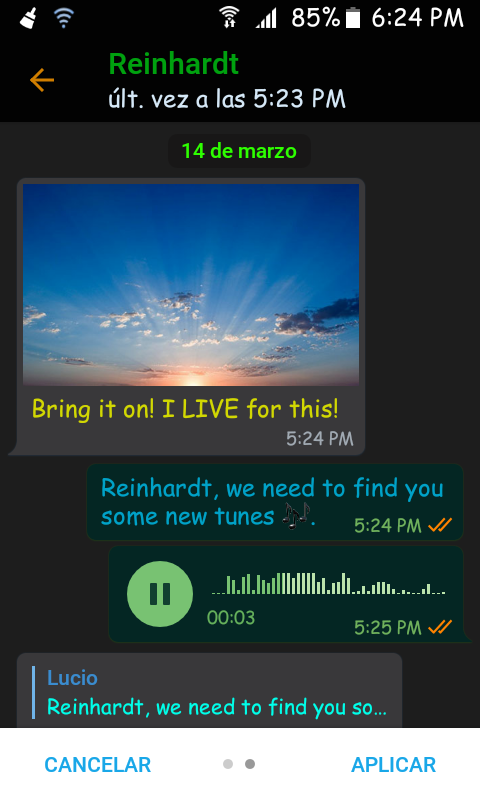 85% 6:24 PM
Reinhardt
últ. vez a las 5:23 PM
14 de marzo
Bring it on! I LIVE for this!
5:24 PM
Reinhardt, we need to find you
some new tunes 🎶. 5:24 PM
00:03
5:25 PM
Lucio
Reinhardt, we need to find you so...
CANCELAR APLICAR